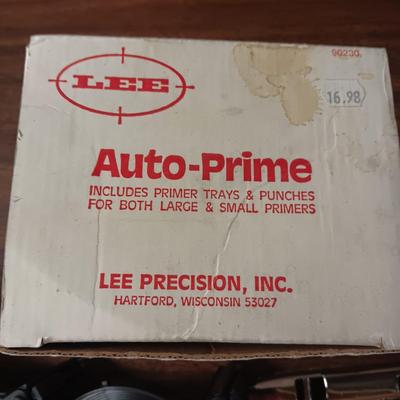 90230
LEE
16.98
Auto-Prime
INCLUDES PRIMER TRAYS & PUNCHES
FOR BOTH LARGE & SMALL PRIMERS
LEE PRECISION, INC.
HARTFORD, WISCONSIN 53027